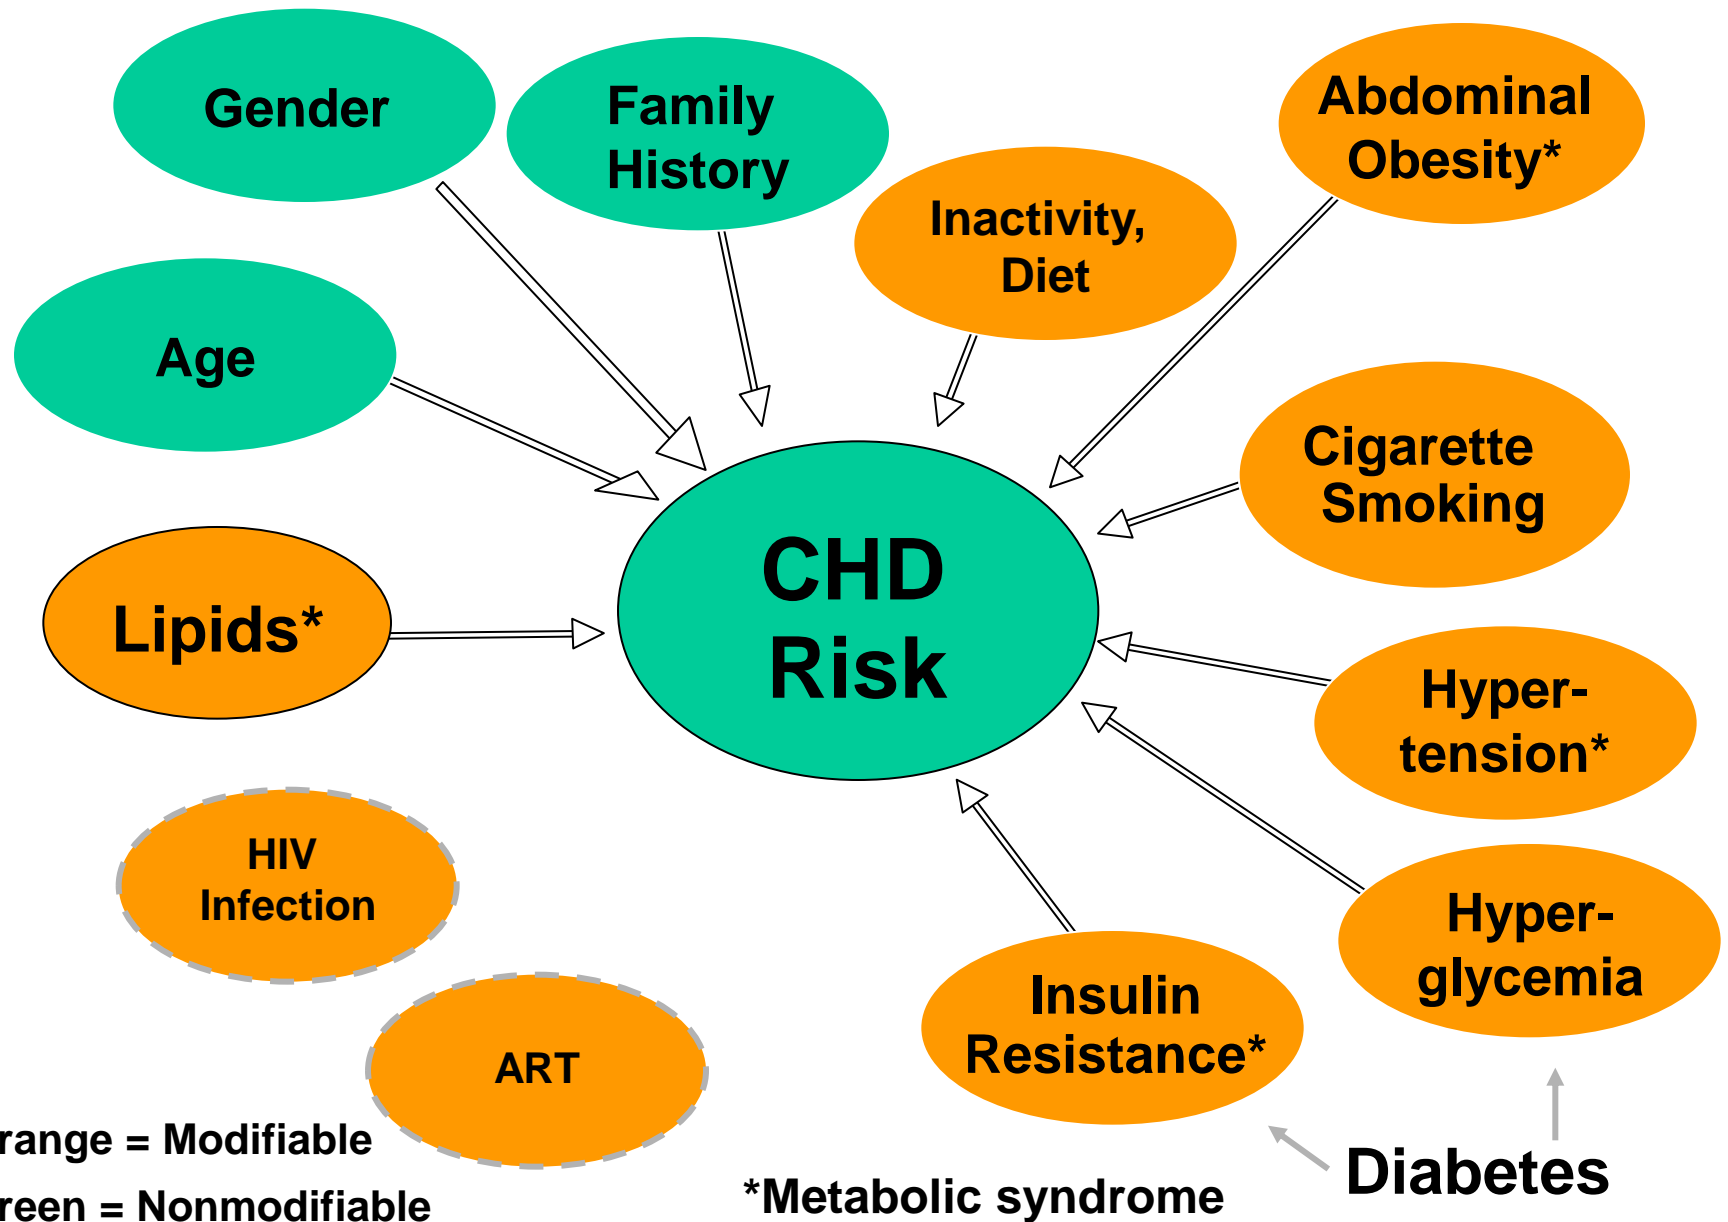 Gender
Family
History
Abdominal
Obesity*
Inactivity,
Diet
Age
Cigarette
Smoking
CHD
Risk
Lipids*
Hyper-
tension*
HIV
Infection
Hyper-
glycemia
Insulin
Resistance*
ART
range = Modifiable
reen = Nonmodifiable
*Metabolic syndrome
Diabetes